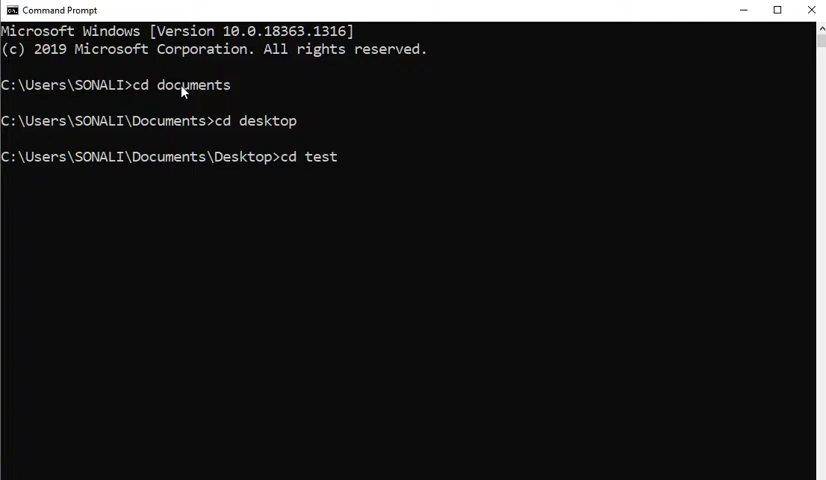 Command Prompt
Microsoft Windows [Version 10.0.18363.1316]
(c) 2019 Microsoft Corporation. All rights reserved.
C:\Users\SONALI>cd documents
C:\Users\SONALI\Documents>cd desktop
C:\Users\SONALI\Documents\Desktop>cd test